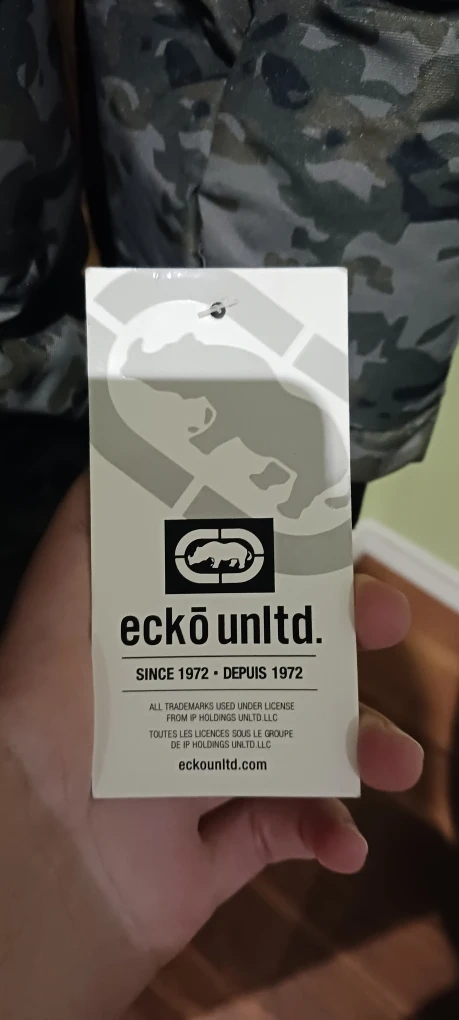 eckō unltd.
SINCE 1972 • DEPUIS 1972
ALL TRADEMARKS USED UNDER LICENSE
FROM IP HOLDINGS UNLTD.LLC
TOUTES LES LICENCES SOUS LE GROUPE
DE IP HOLDINGS UNLTD.LLC
eckounltd.com